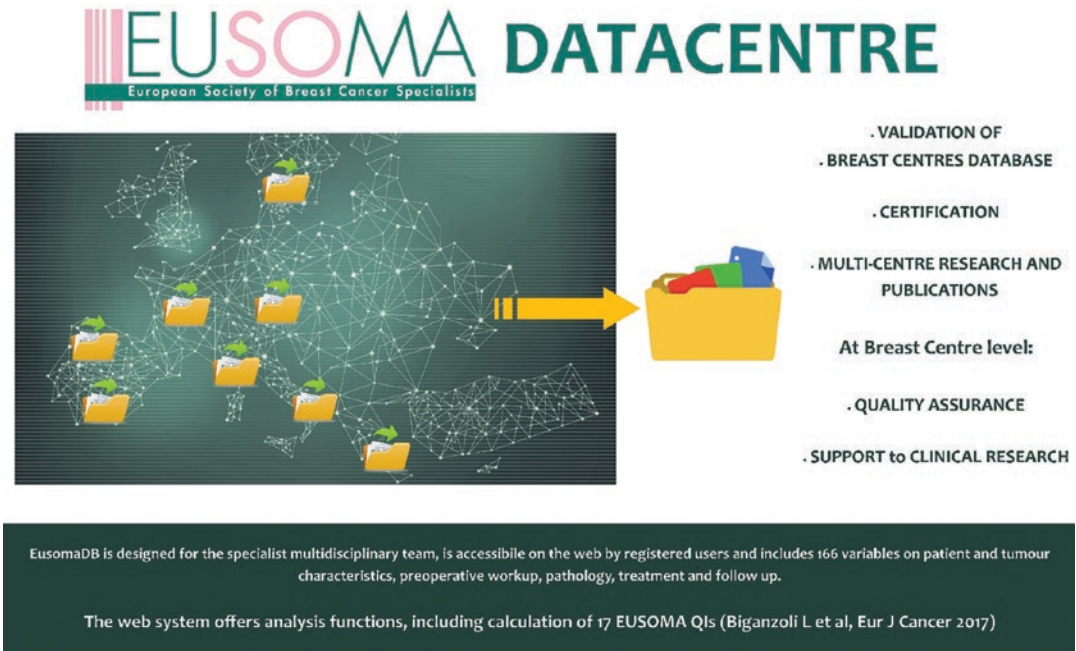 EUSOMA DATACENTRE
European Society of Breast Cancer Specialists
. VALIDATION OF
. BREAST CENTRES DATABASE
. CERTIFICATION
. MULTI-CENTRE RESEARCH AND
PUBLICATIONS
At Breast Centre level:
. QUALITY ASSURANCE
. SUPPORT to CLINICAL RESEARCH
EusomaDB is designed for the specialist multidisciplinary team, is accessibile on the web by registered users and includes 166 variables on patient and tumour
characteristics, preoperative workup, pathology, treatment and follow up.
The web system offers analysis functions, including calculation of 17 EUSOMA QIs (Biganzoli L et al, Eur J Cancer 2017)